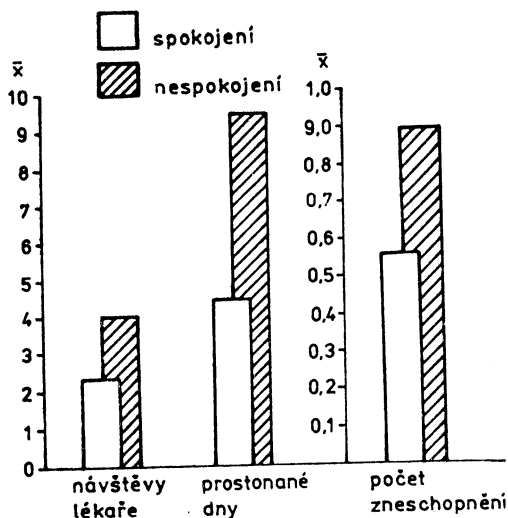 spokojení
nespokojení
x̄
10
9
8
7
6
5
4
3
2
1
0
návštěvy
lékaře
prostonané
dny
x̄
1,0
9,0
0,8
0,7
0,6
0,5
0,4
0,3
0,2
0,1
počet
zneschopnění